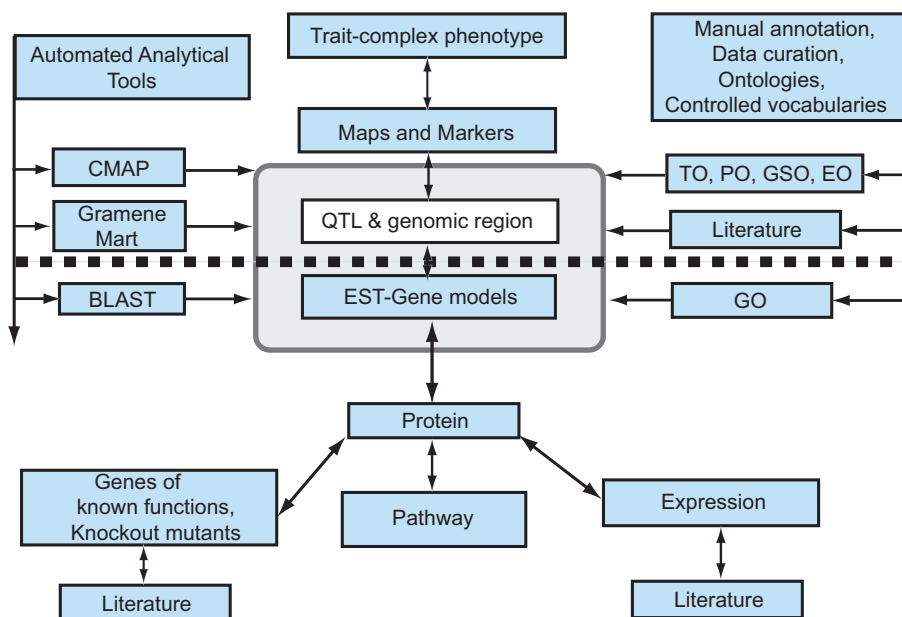 Automated Analytical
Tools
Trait-complex phenotype
Manual annotation,
Data curation,
Ontologies,
Controlled vocabularies
Maps and Markers
CMAP
TO, PO, GSO, EO
Gramene
Mart
QTL & genomic region
Literature
BLAST
EST-Gene models
GO
Protein
Genes of
known functions,
Knockout mutants
Pathway
Expression
Literature
Literature